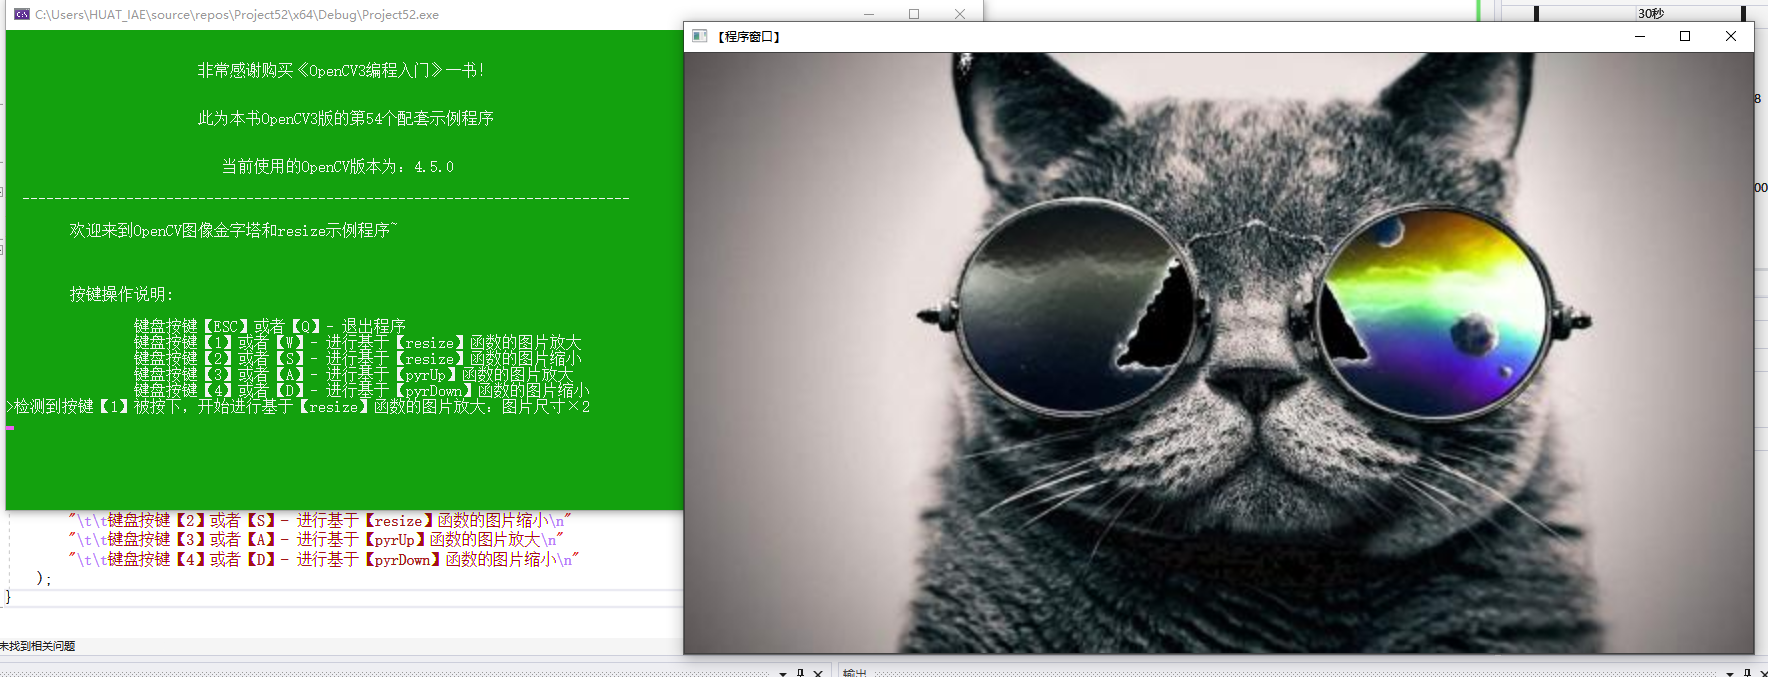 C:\Users\HUAT_IAE\source\repos\Project52\x64\Debug\Project52.exe
非常感谢购买《OpenCV3编程入门》一书!
此为本书OpenCV3版的第54个配套示例程序
当前使用的OpenCV版本为: 4.5.0
----------------------------------------------------------------------------
欢迎来到OpenCV图像金字塔和resize示例程序~
按键操作说明:
键盘按键【ESC】或者【Q】- 退出程序
键盘按键【1】或者【W】- 进行基于【resize】函数的图片放大
键盘按键【2】或者【S】- 进行基于【resize】函数的图片缩小
键盘按键【3】或者【A】- 进行基于【pyrUp】函数的图片放大
键盘按键【4】或者【D】- 进行基于【pyrDown】函数的图片缩小
>检测到按键【1】被按下，开始进行基于【resize】函数的图片放大: 图片尺寸×2
"\t\t键盘按键【2】或者【S】- 进行基于【resize】函数的图片缩小\n"
"\t\t键盘按键【3】或者【A】- 进行基于【pyrUp】函数的图片放大\n"
"\t\t键盘按键【4】或者【D】- 进行基于【pyrDown】函数的图片缩小\n"
);
}
未找到相关问题
输出
【程序窗口】
30秒
8
00